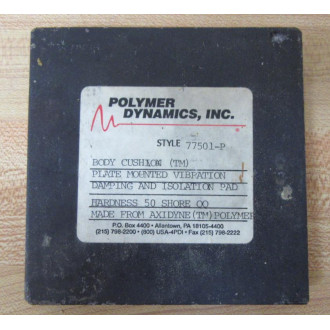 POLYMER
DYNAMICS, INC.
STYLE 77501-P
BODY CUSHION (TM)
PLATE MOUNTED VIBRATION
DAMPING AND ISOLATION PAD
HARDNESS 50 SHORE OO
MADE FROM AXIDYNE(TM)POLYMER
P.O. Box 4400 • Allentown, PA 18105-4400
(215) 798-2200 • (800) USA-4PDI • Fax (215) 798-2222